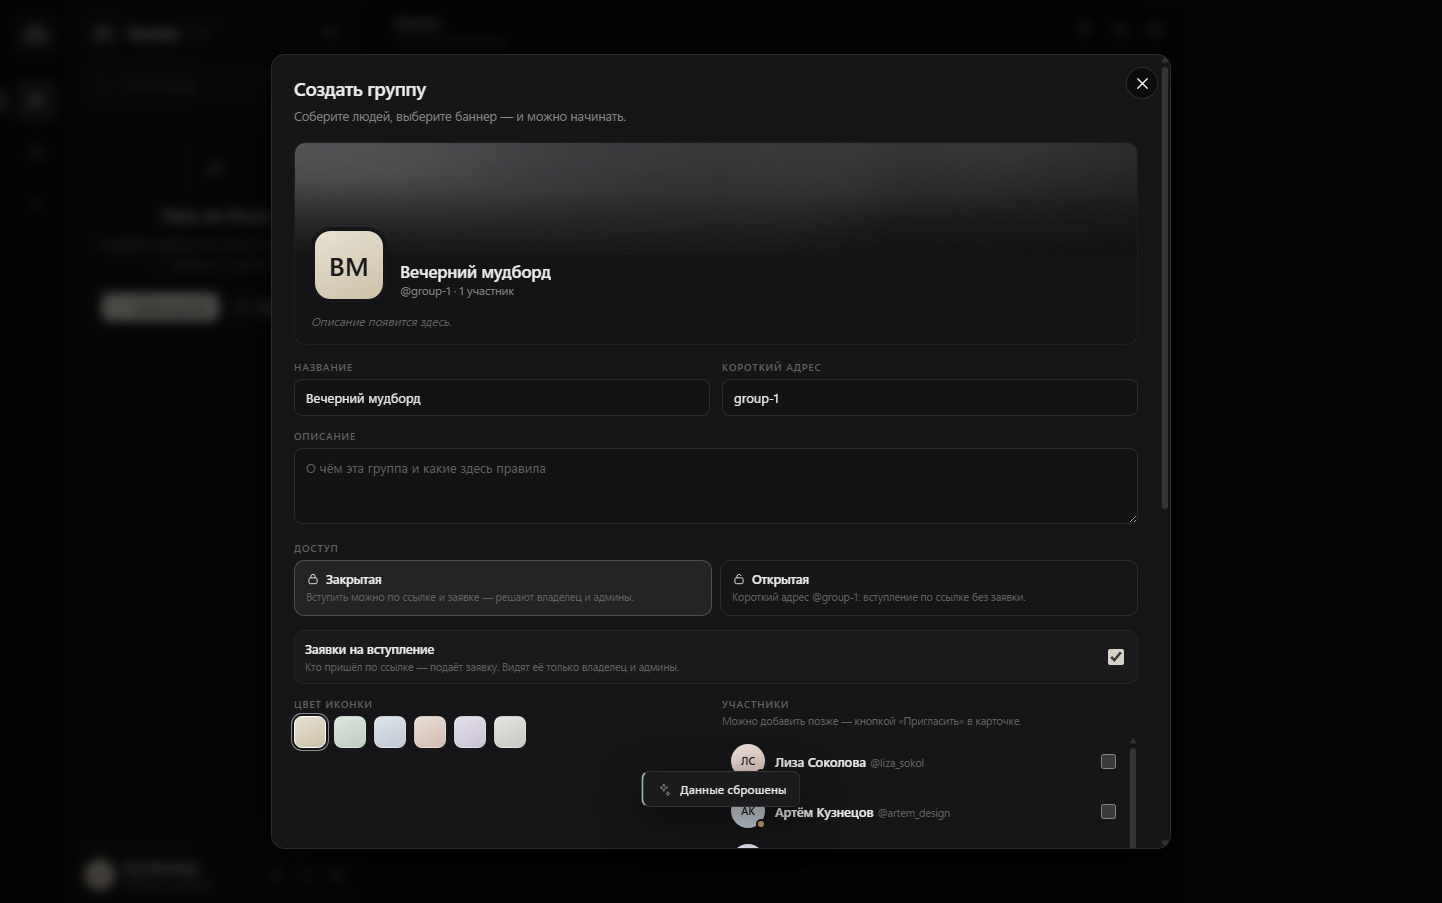 Создать группу
Соберите людей, выберите баннер — и можно начинать.
ВМ
Вечерний мудборд
@group-1 · 1 участник
Описание появится здесь.
НАЗВАНИЕ
КОРОТКИЙ АДРЕС
Вечерний мудборд
group-1
ОПИСАНИЕ
О чём эта группа и какие здесь правила
ДОСТУП
Закрытая
Вступить можно по ссылке и заявке — решают владелец и админы.
Открытая
Короткий адрес @group-1: вступление по ссылке без заявки.
Заявки на вступление
Кто пришёл по ссылке — подаёт заявку. Видят её только владелец и админы.
ЦВЕТ ИКОНКИ
УЧАСТНИКИ
Можно добавить позже — кнопкой «Пригласить» в карточке.
ЛС
Лиза Соколова @liza_sokol
Данные сброшены
АК
Артём Кузнецов @artem_design